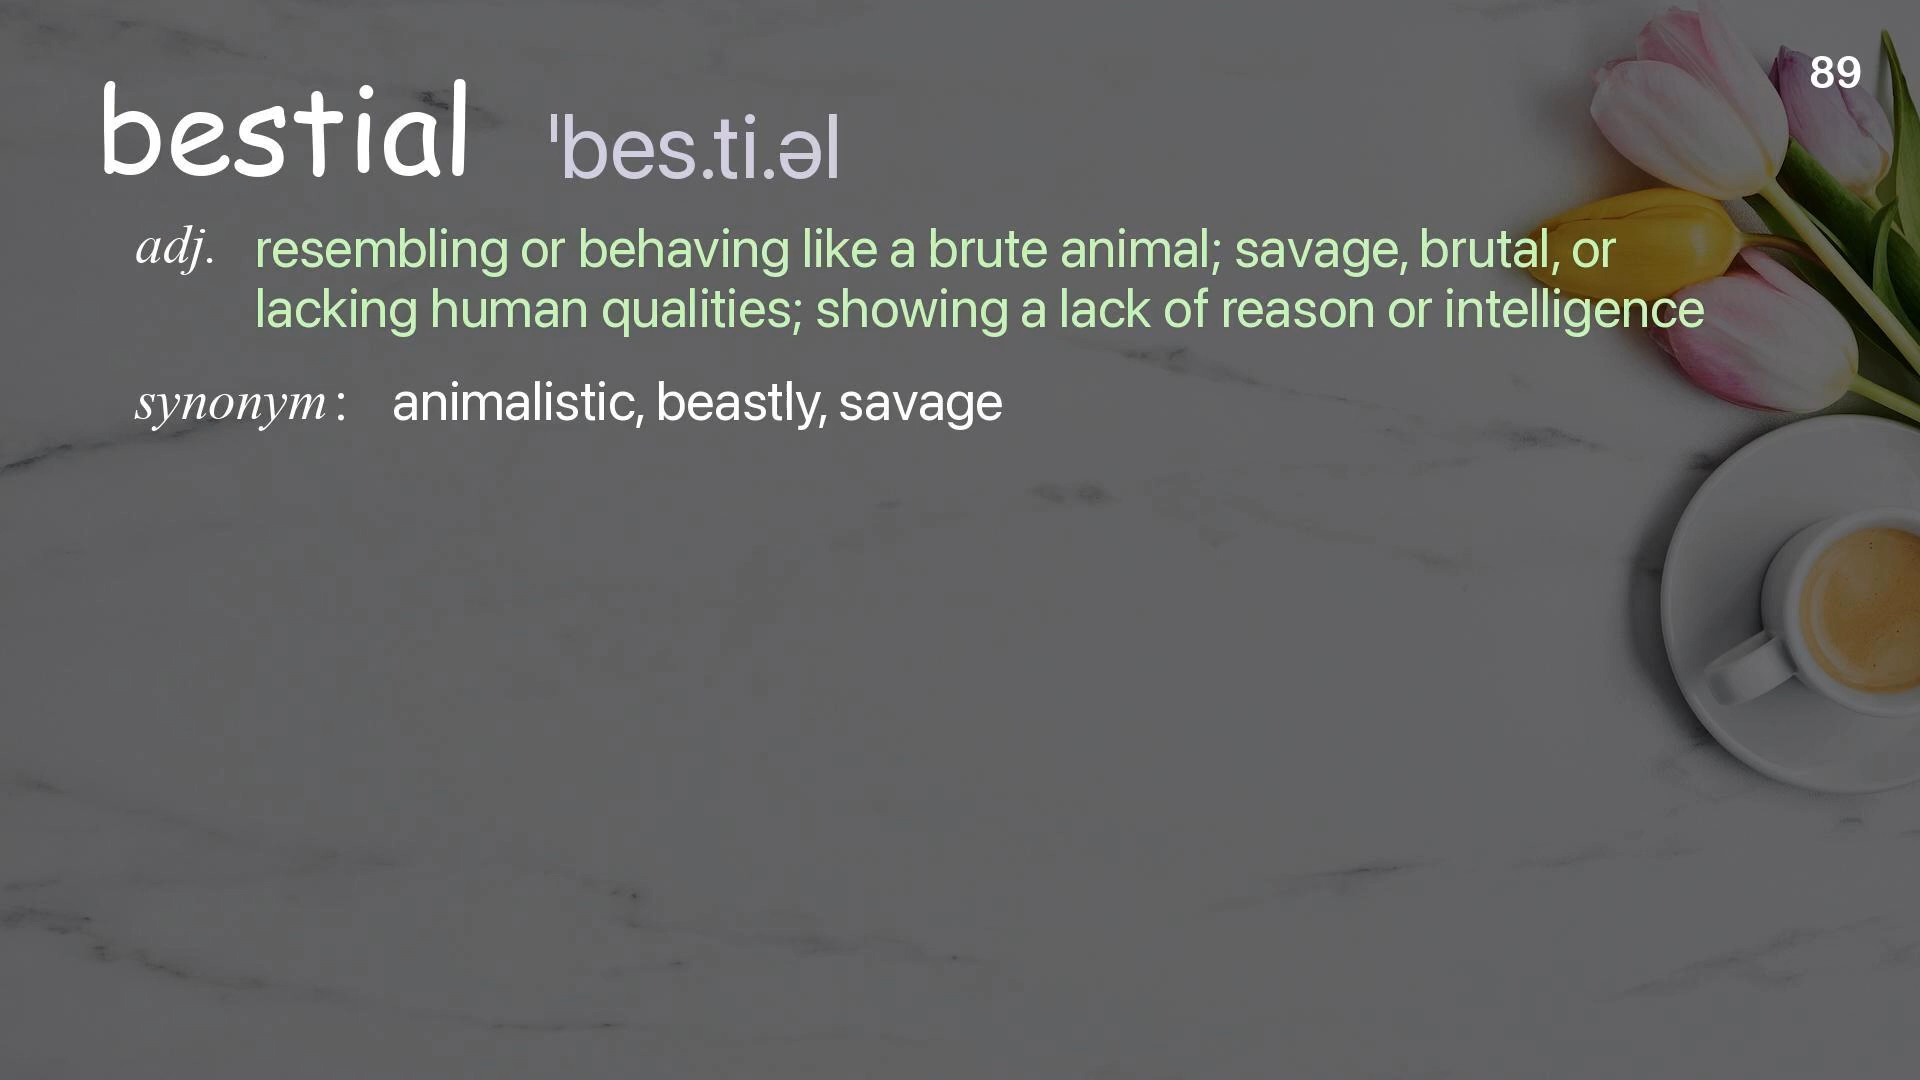 89
bestial ˈbes.ti.əl
adj. resembling or behaving like a brute animal; savage, brutal, or
lacking human qualities; showing a lack of reason or intelligence
synonym : animalistic, beastly, savage